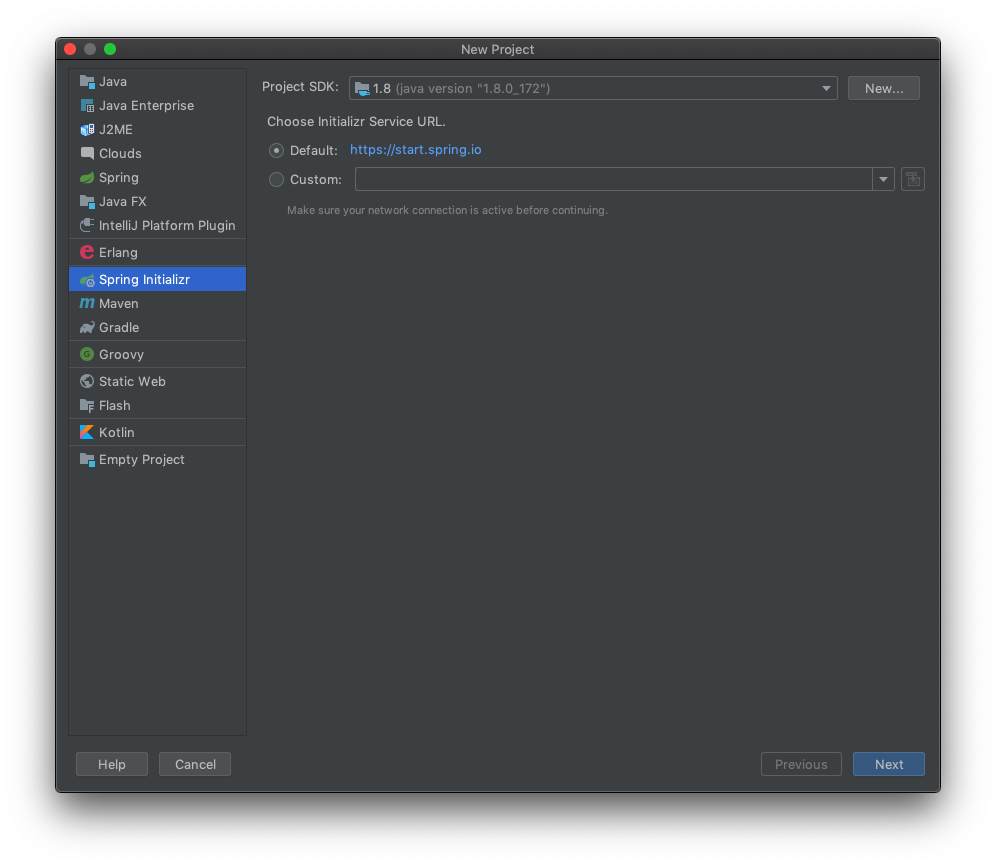 New Project
Java
Java Enterprise
J2ME
Clouds
Spring
Java FX
IntelliJ Platform Plugin
Erlang
Spring Initializr
Maven
Gradle
Groovy
Static Web
Flash
Kotlin
Empty Project
Project SDK: 1.8 (java version "1.8.0_172") New...
Choose Initializr Service URL.
Default: https://start.spring.io
Custom:
Make sure your network connection is active before continuing.
Help Cancel Previous Next